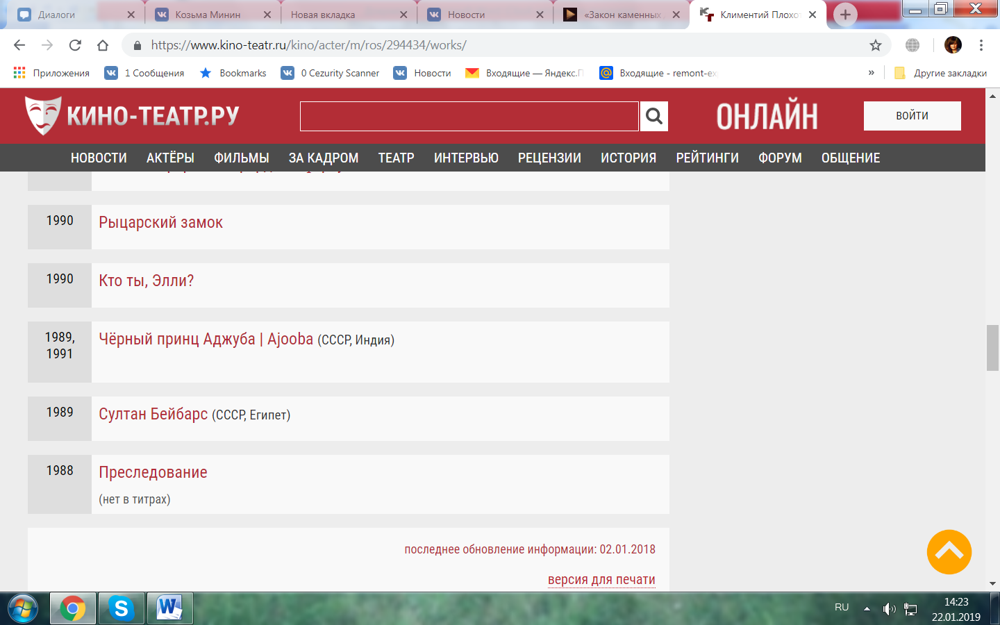 Диалоги
Козьма Минин
Новая вкладка
Новости
«Закон каменных
Климентий Плохот
https://www.kino-teatr.ru/kino/acter/m/ros/294434/works/
Приложения
1 Сообщения
Bookmarks
0 Cezurity Scanner
Новости
Входящие — Яндекс.П
Входящие - remont-ex
»
Другие закладки
КИНО-ТЕАТР.РУ
ОНЛАЙН
ВОЙТИ
НОВОСТИ АКТЁРЫ ФИЛЬМЫ ЗА КАДРОМ ТЕАТР ИНТЕРВЬЮ РЕЦЕНЗИИ ИСТОРИЯ РЕЙТИНГИ ФОРУМ ОБЩЕНИЕ
1990 Рыцарский замок
1990 Кто ты, Элли?
1989, Чёрный принц Аджуба | Ajooba (СССР, Индия)
1991
1989 Султан Бейбарс (СССР, Египет)
1988 Преследование
(нет в титрах)
последнее обновление информации: 02.01.2018
версия для печати
RU
14:23
22.01.2019